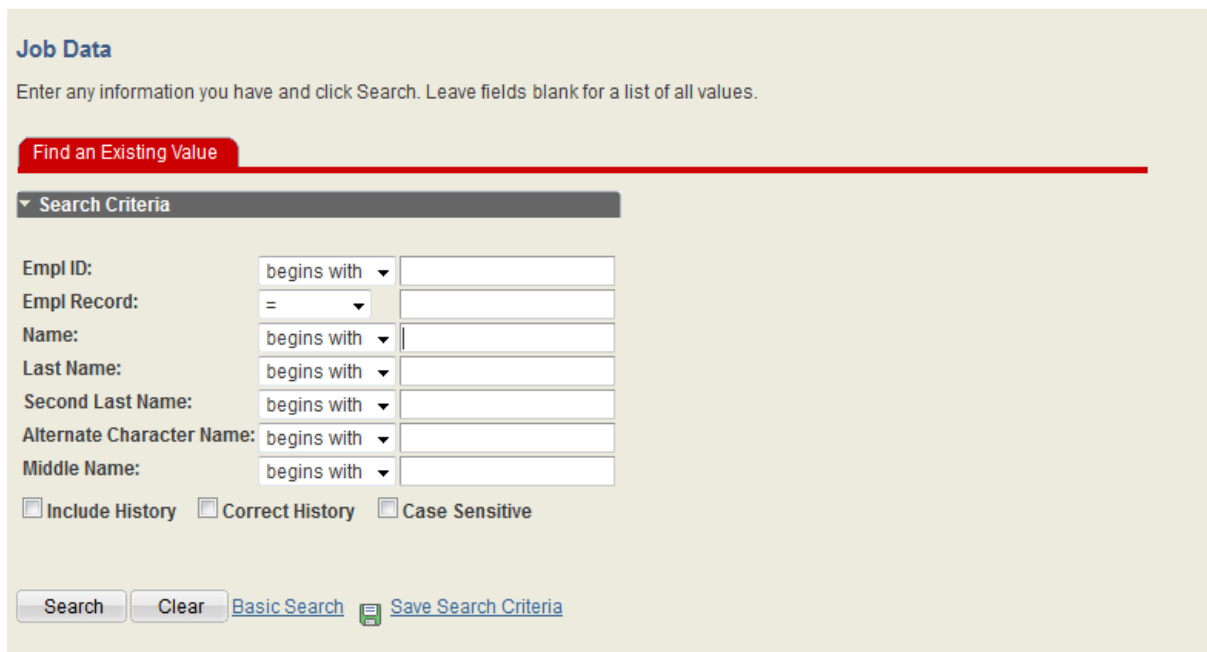 Job Data
Enter any information you have and click Search. Leave fields blank for a list of all values.
Find an Existing Value
Search Criteria
Empl ID: begins with
Empl Record: =
Name: begins with
Last Name: begins with
Second Last Name: begins with
Alternate Character Name: begins with
Middle Name: begins with
Include History Correct History Case Sensitive
Search Clear Basic Search Save Search Criteria